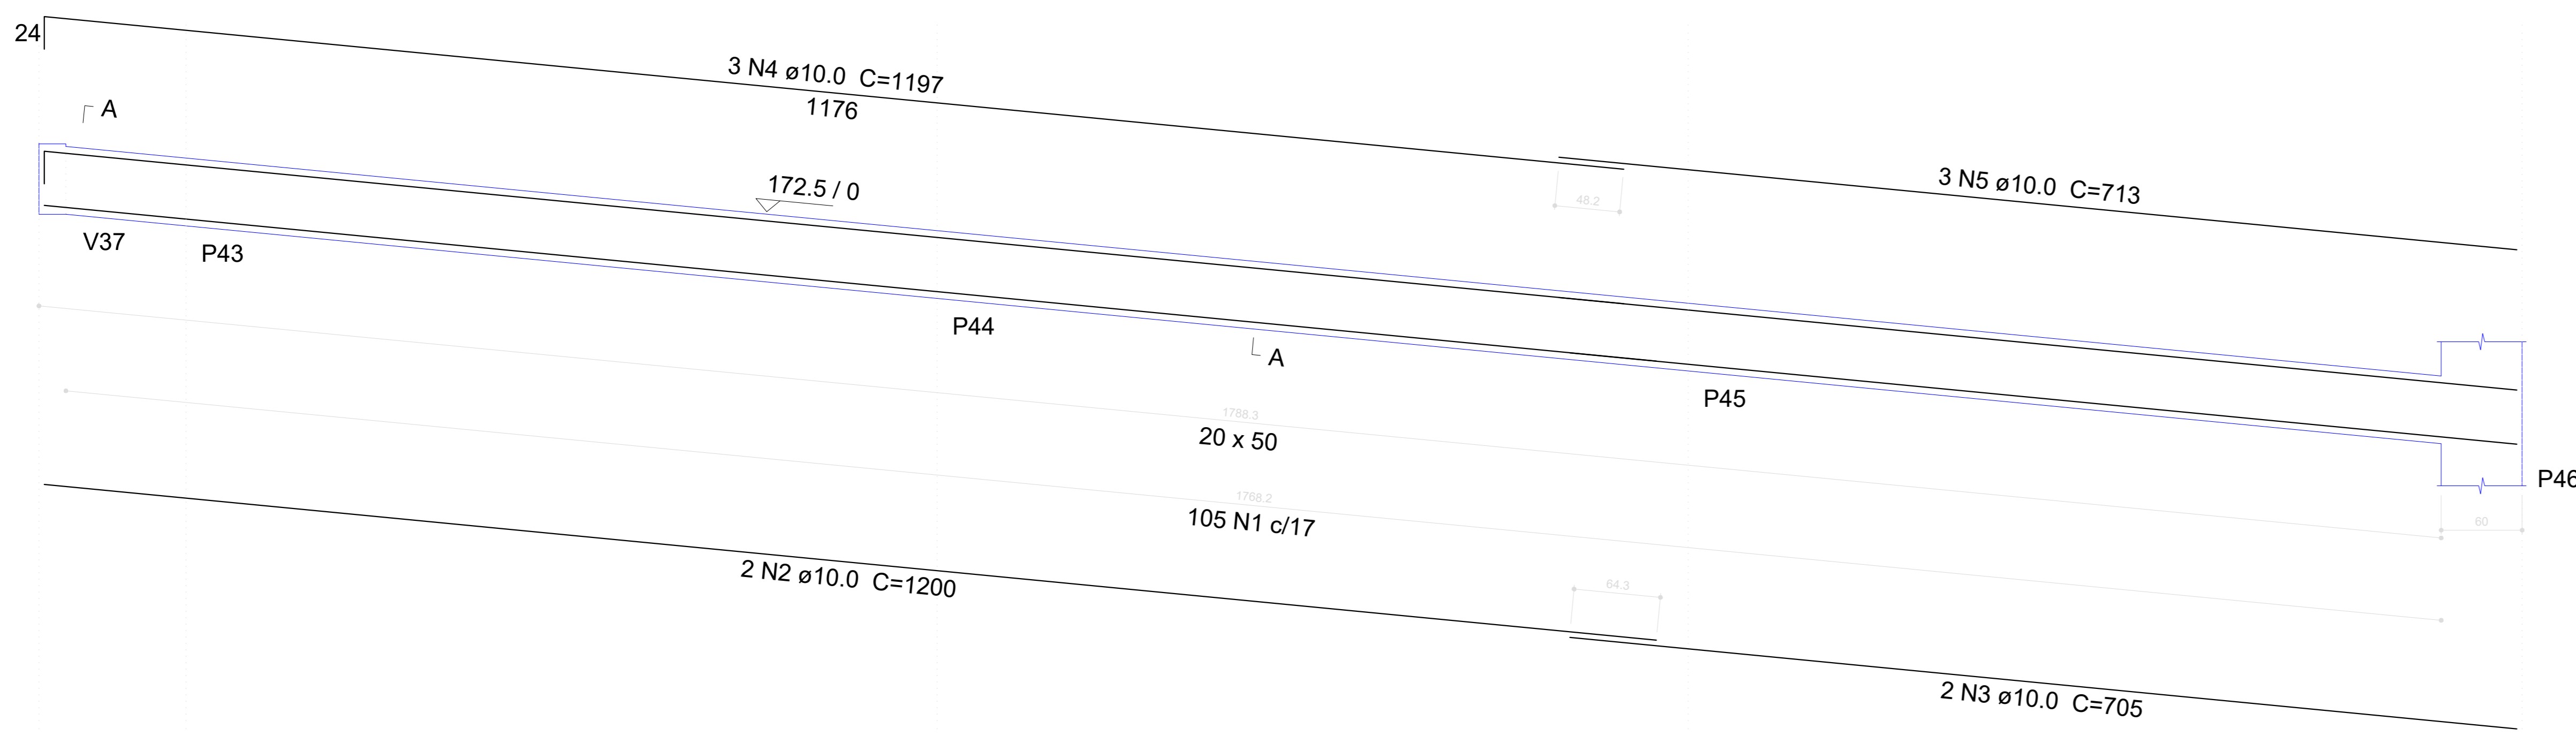 24
3 N4 ø10.0 C=1197
1176
A
172.5 / 0
3 N5 ø10.0 C=713
48.2
V37
P43
P44
A
P45
1788.3
20 x 50
P46
1768.2
105 N1 c/17
60
2 N2 ø10.0 C=1200
64.3
2 N3 ø10.0 C=705